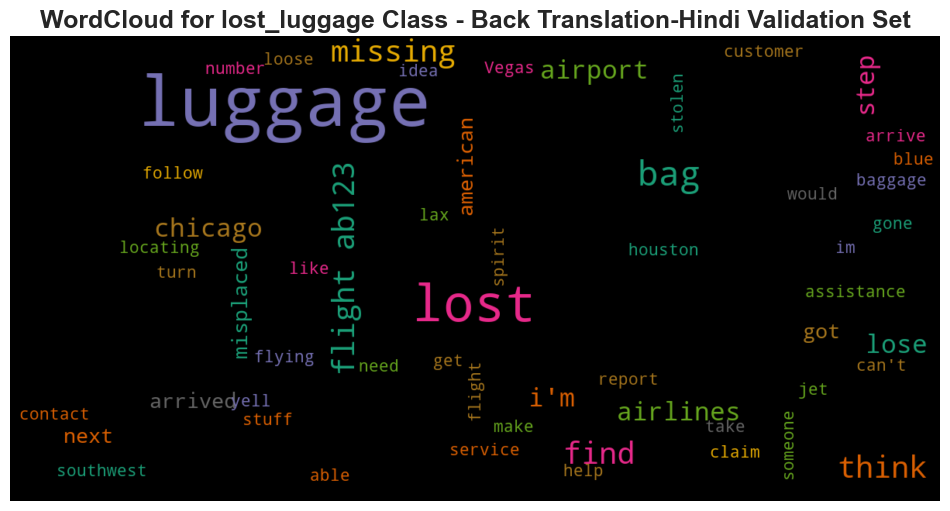 WordCloud for lost_luggage Class - Back Translation-Hindi Validation Set
missing
loose
customer
number
idea
Vegas
airport
step
luggage
stolen
american
arrive
blue
follow
flight ab123
bag
baggage
would
lax
chicago
gone
locating
misplaced
spirit
houston
im
turn
like
assistance
lost
got
lose
flying
need
get
can't
flight
report
jet
i'm
arrived
yell
airlines
contact
stuff
make
take
someone
next
service
find
claim
think
southwest
able
help